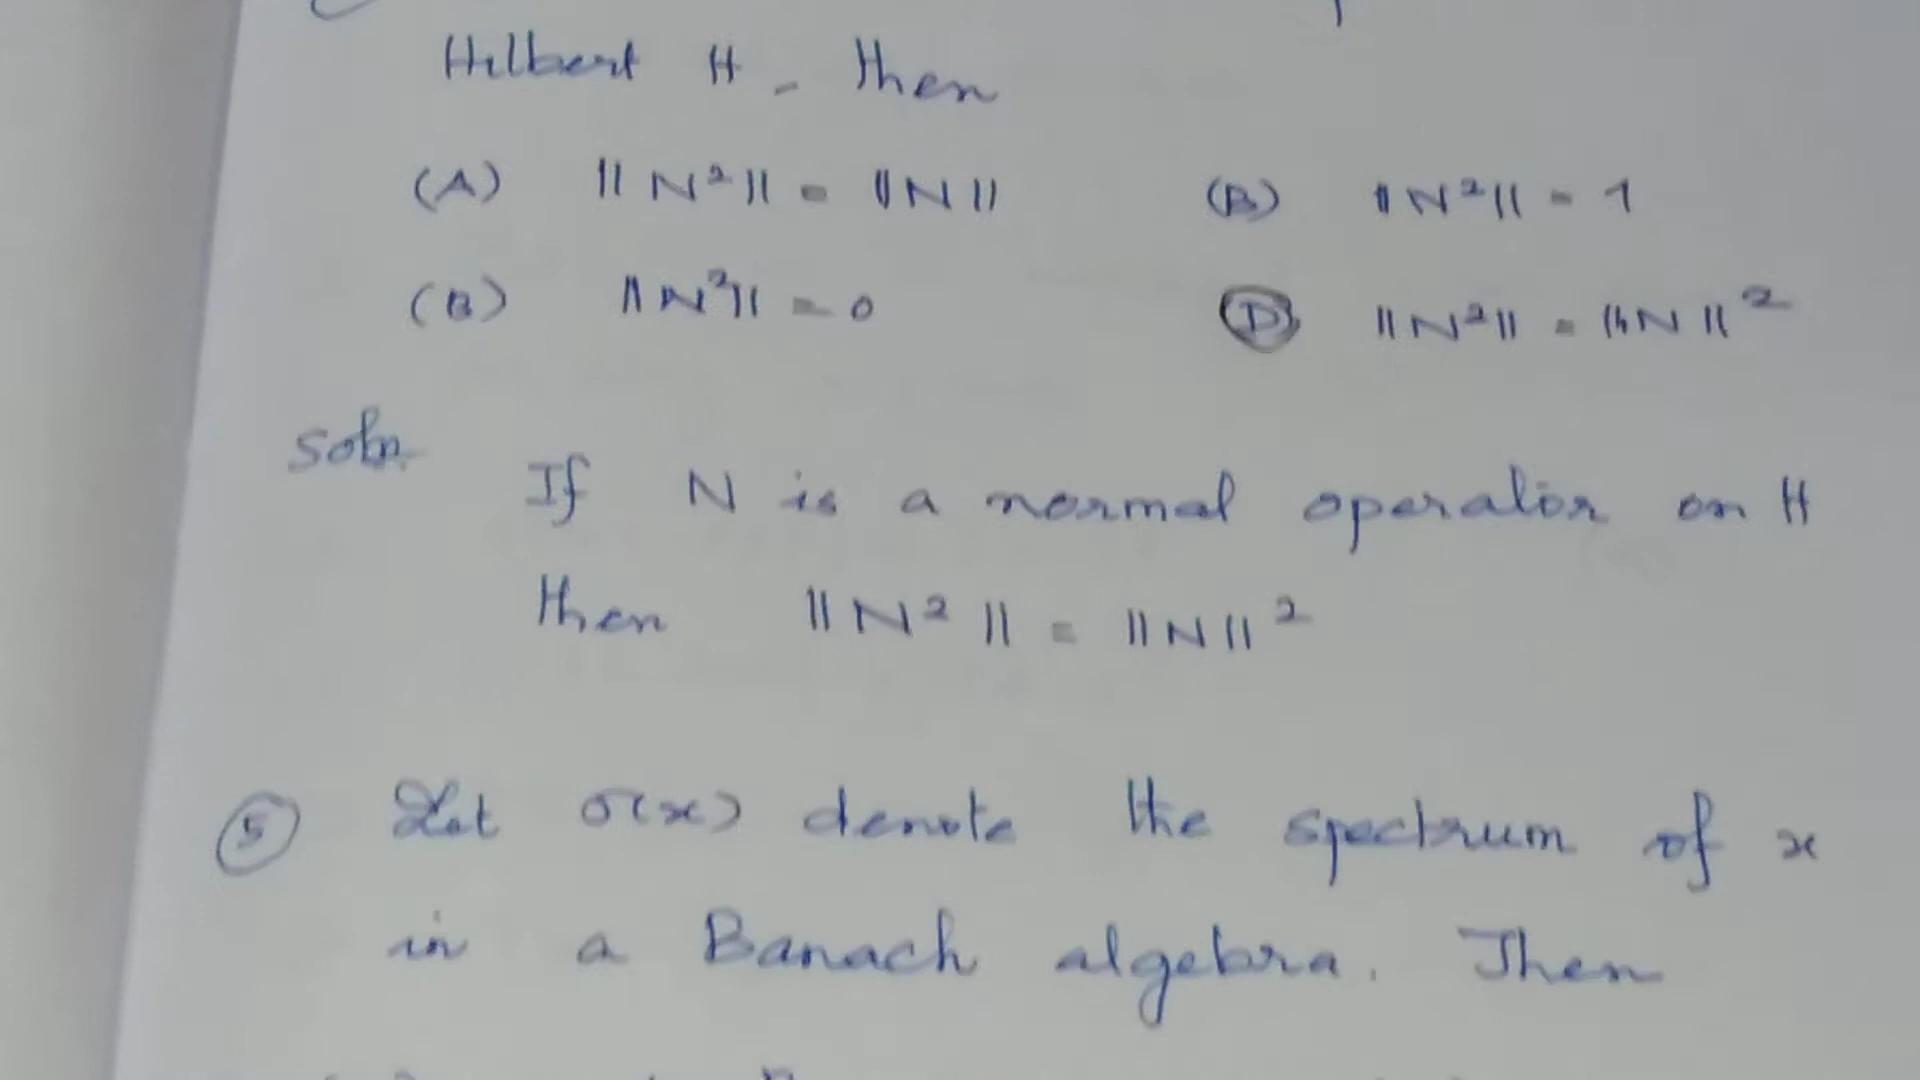 Hilbert H. Then
(A) ||N²|| = ||N|| (B) ||N²|| = 1
(B) ||N²|| = 0 (D) ||N²|| = ||N||²
Soln.
If N is a normal operator on H
then ||N²|| = ||N||²
(5) Let σ(x) denote the spectrum of x
in a Banach algebra. Then